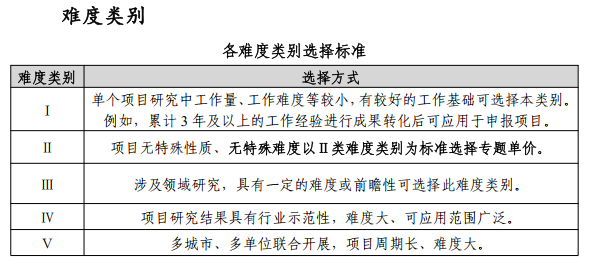 难度类别
各难度类别选择标准
难度类别 选择方式
I 单个项目研究中工作量、工作难度等较小，有较好的工作基础可选择本类别。
例如，累计 3 年及以上的工作经验进行成果转化后可应用于申报项目。
II 项目无特殊性质、无特殊难度以 II 类难度类别为标准选择专题单价。
III 涉及领域研究，具有一定的难度或前瞻性可选择此难度类别。
IV 项目研究结果具有行业示范性，难度大、可应用范围广泛。
V 多城市、多单位联合开展，项目周期长、难度大。